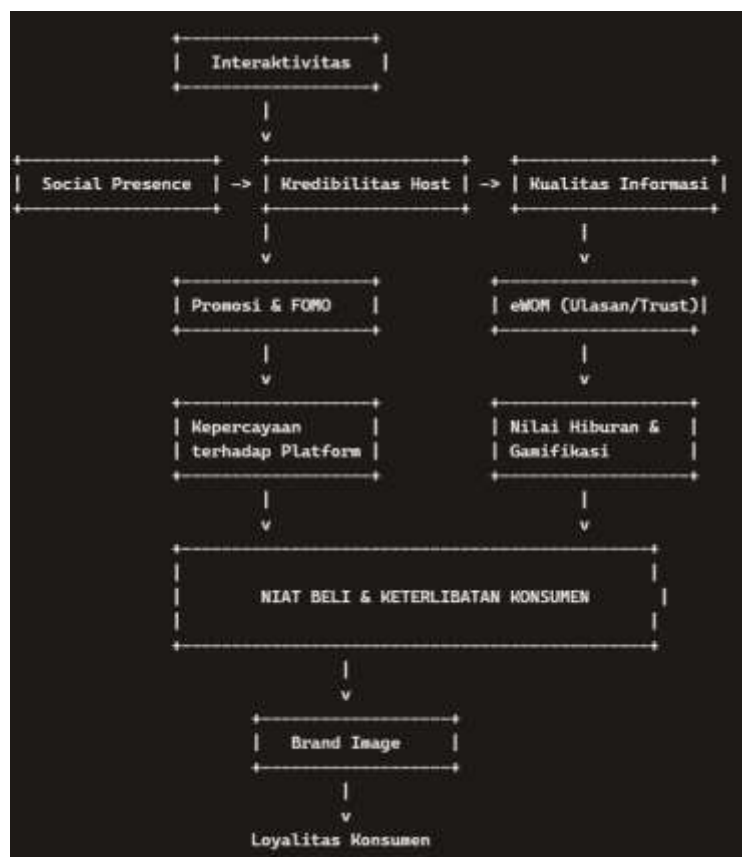 Interaktivitas
Social Presence -> Kredibilitas Host -> Kualitas Informasi
Promosi & FOMO
eWOM (Ulasan/Trust)
Kepercayaan
terhadap Platform
Nilai Hiburan &
Gamifikasi
NIAT BELI & KETERLIBATAN KONSUMEN
Brand Image
Loyalitas Konsumen